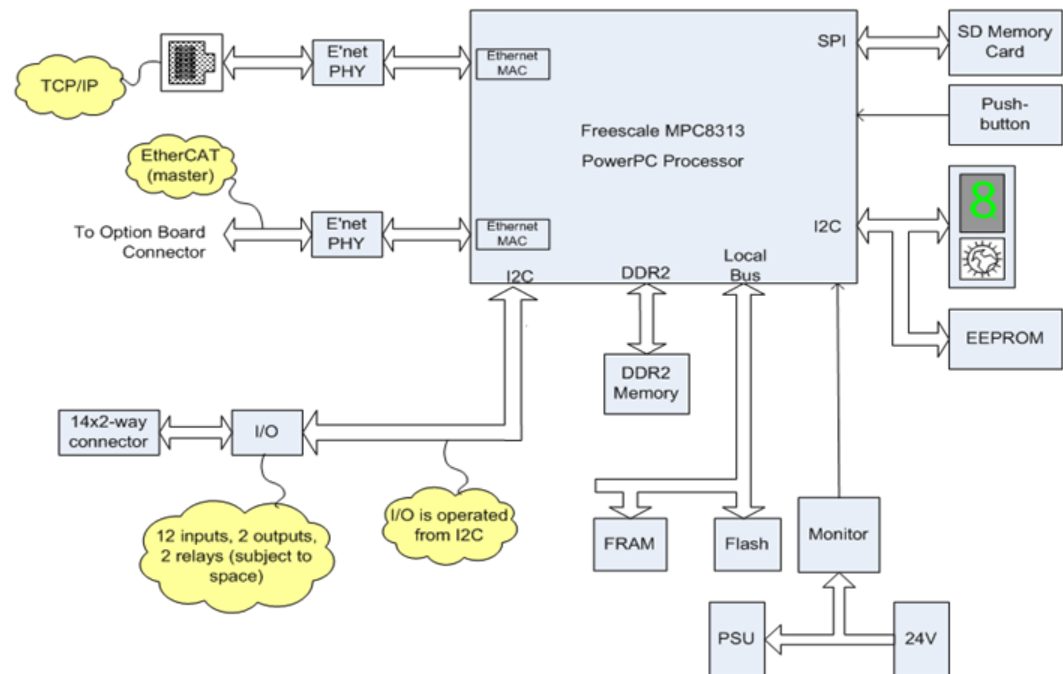 E'net
PHY
Ethernet
MAC
SPI
SD Memory
Card
TCP/IP
Push-
button
Freescale MPC8313
PowerPC Processor
EtherCAT
(master)
To Option Board
Connector
E'net
PHY
Ethernet
MAC
I2C
8
I2C
DDR2
Local
Bus
EEPROM
DDR2
Memory
14x2-way
connector
I/O
I/O is operated
from I2C
12 inputs, 2 outputs,
2 relays (subject to
space)
FRAM
Flash
Monitor
PSU
24V